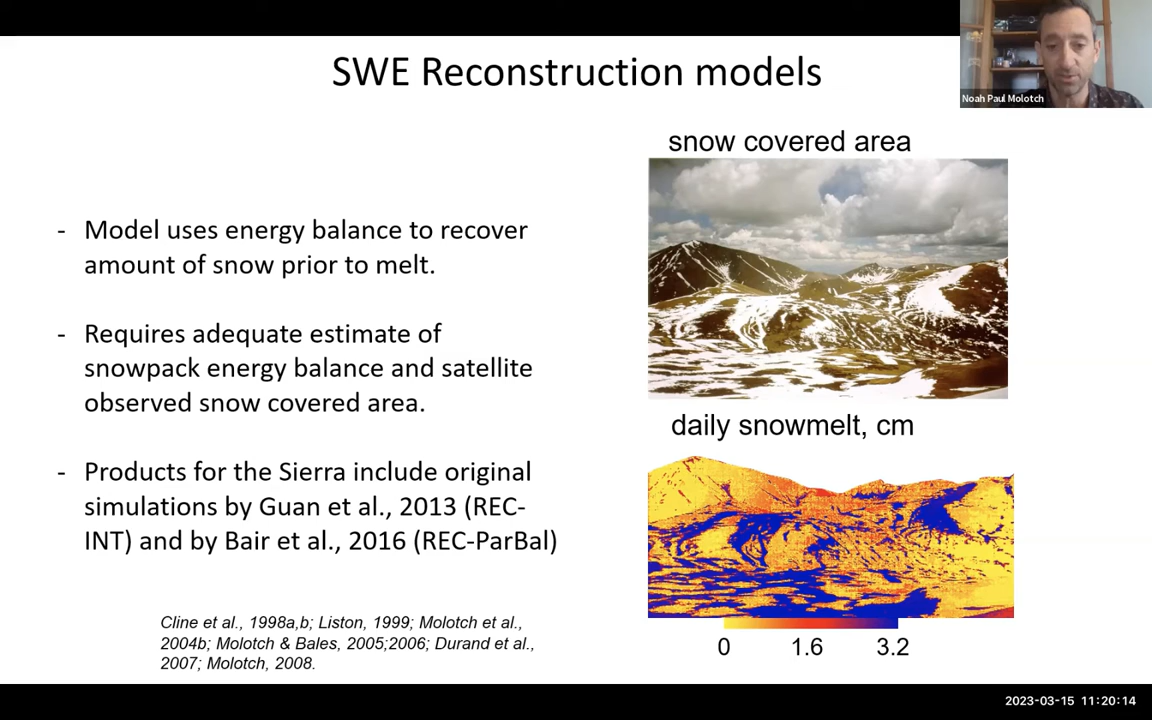 SWE Reconstruction models
Noah Paul Molotch
- Model uses energy balance to recover
amount of snow prior to melt.
- Requires adequate estimate of
snowpack energy balance and satellite
observed snow covered area.
- Products for the Sierra include original
simulations by Guan et al., 2013 (REC-
INT) and by Bair et al., 2016 (REC-ParBal)
Cline et al., 1998a,b; Liston, 1999; Molotch et al.,
2004b; Molotch & Bales, 2005;2006; Durand et al.,
2007; Molotch, 2008.
snow covered area
daily snowmelt, cm
0 1.6 3.2
2023-03-15 11:20:14